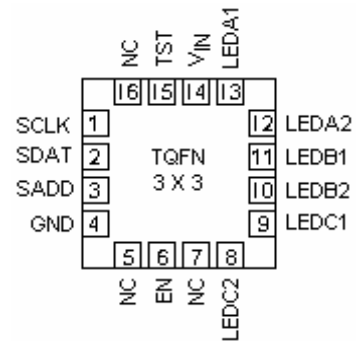 NC TST VIN LEDA1
16 15 14 13
SCLK 1 12 LEDA2
SDAT 2 TQFN 11 LEDB1
SADD 3 3 X 3 10 LEDB2
GND 4 9 LEDC1
5 6 7 8
NC EN NC LEDC2